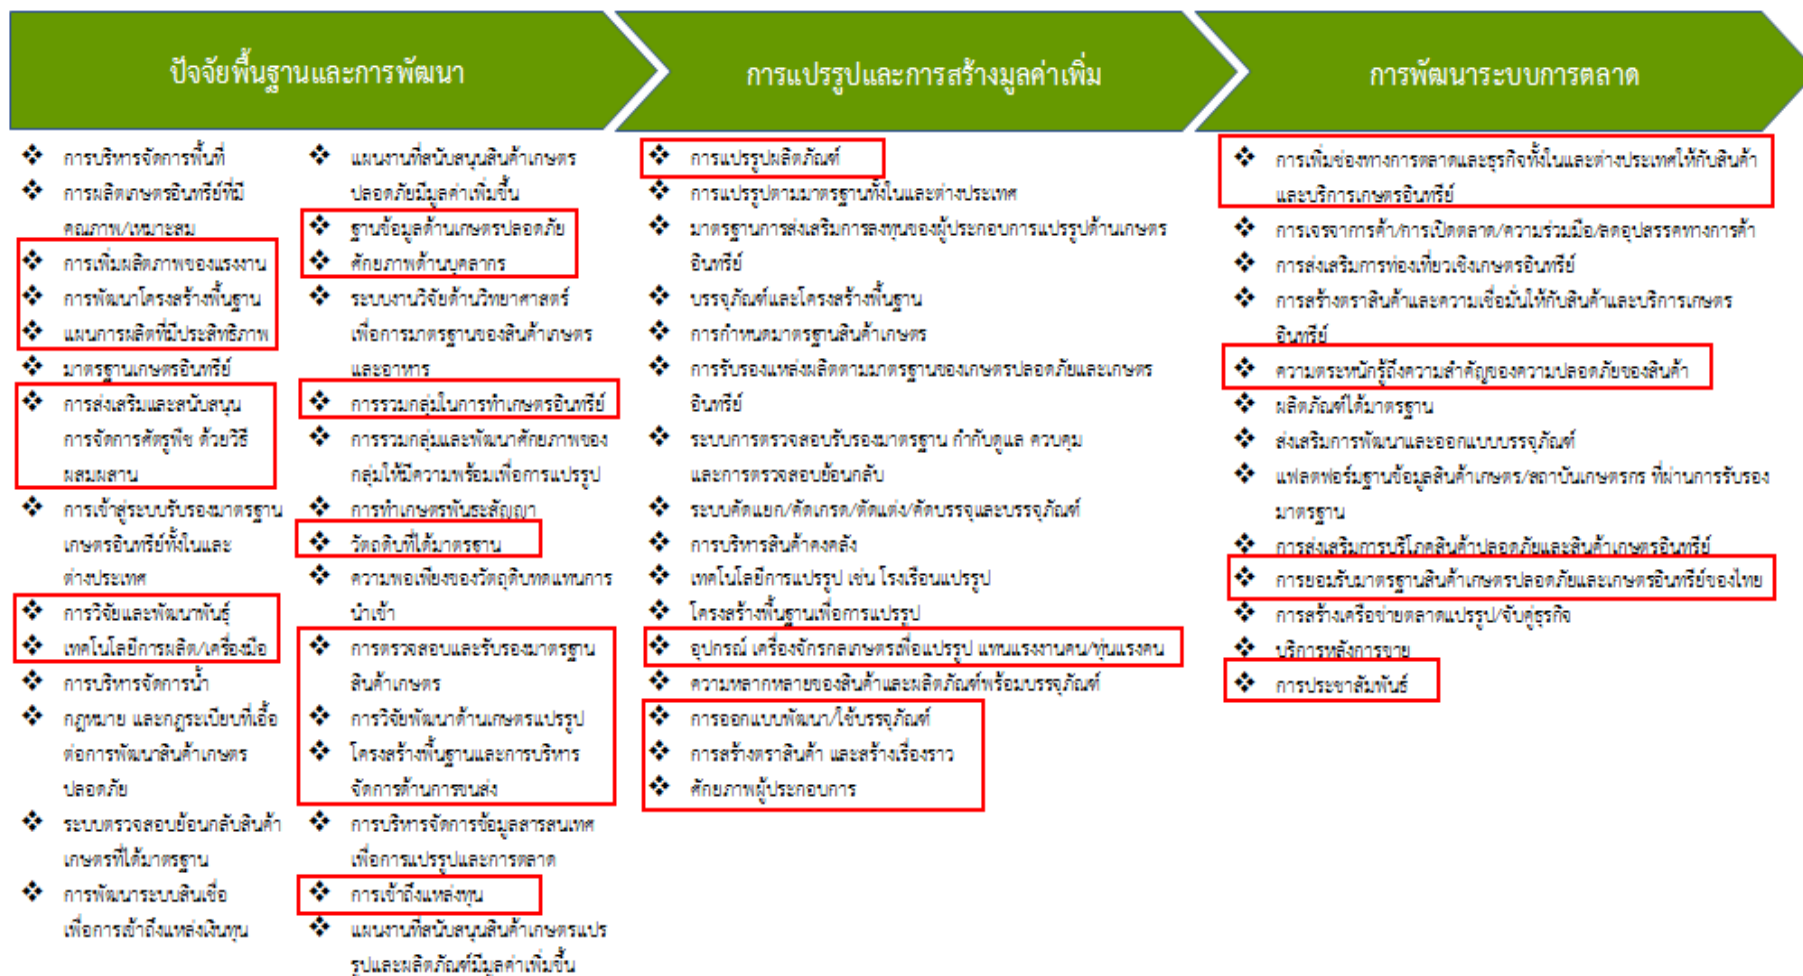 ปัจจัยพื้นฐานและการพัฒนา
❖ การบริหารจัดการพื้นที่
❖ การผลิตเกษตรอินทรีย์ที่มี
คุณภาพ/เหมาะสม
❖ การเพิ่มผลิตภาพของแรงงาน
❖ การพัฒนาโครงสร้างพื้นฐาน
❖ แผนการผลิตที่มีประสิทธิภาพ
❖ มาตรฐานเกษตรอินทรีย์
❖ การส่งเสริมและสนับสนุน
การจัดการศัตรูพืช ด้วยวิธี
ผสมผสาน
❖ การเข้าสู่ระบบรับรองมาตรฐาน
เกษตรอินทรีย์ทั้งในและ
ต่างประเทศ
❖ การวิจัยและพัฒนาพันธุ์
❖ เทคโนโลยีการผลิต/เครื่องมือ
❖ การบริหารจัดการน้ำ
❖ กฎหมาย และกฎระเบียบที่เอื้อ
ต่อการพัฒนาสินค้าเกษตร
ปลอดภัย
❖ ระบบตรวจสอบย้อนกลับสินค้า
เกษตรที่ได้มาตรฐาน
❖ การพัฒนาระบบสินเชื่อ
เพื่อการเข้าถึงแหล่งเงินทุน
❖ แผนงานที่สนับสนุนสินค้าเกษตร
ปลอดภัยมีมูลค่าเพิ่มขึ้น
❖ ฐานข้อมูลด้านเกษตรปลอดภัย
❖ ศักยภาพด้านบุคลากร
❖ ระบบงานวิจัยด้านวิทยาศาสตร์
เพื่อการมาตรฐานของสินค้าเกษตร
และอาหาร
❖ การรวมกลุ่มในการทำเกษตรอินทรีย์
❖ การรวมกลุ่มและพัฒนาศักยภาพของ
กลุ่มให้มีความพร้อมเพื่อการแปรรูป
❖ การทำเกษตรพันธะสัญญา
❖ วัตถุดิบที่ได้มาตรฐาน
❖ ความพอเพียงของวัตถุดิบทดแทนการ
นำเข้า
❖ การตรวจสอบและรับรองมาตรฐาน
สินค้าเกษตร
❖ การวิจัยพัฒนาด้านเกษตรแปรรูป
❖ โครงสร้างพื้นฐานและการบริหาร
จัดการด้านการขนส่ง
❖ การบริหารจัดการข้อมูลสารสนเทศ
เพื่อการแปรรูปและการตลาด
❖ การเข้าถึงแหล่งทุน
❖ แผนงานที่สนับสนุนสินค้าเกษตรแปร
รูปและผลิตภัณฑ์มีมูลค่าเพิ่มขึ้น
การแปรรูปและการสร้างมูลค่าเพิ่ม
❖ การแปรรูปผลิตภัณฑ์
❖ การแปรรูปตามมาตรฐานทั้งในและต่างประเทศ
❖ มาตรฐานการส่งเสริมการลงทุนของผู้ประกอบการแปรรูปด้านเกษตร
อินทรีย์
❖ บรรจุภัณฑ์และโครงสร้างพื้นฐาน
❖ การกำหนดมาตรฐานสินค้าเกษตร
❖ การรับรองแหล่งผลิตตามมาตรฐานของเกษตรปลอดภัยและเกษตร
อินทรีย์
❖ ระบบการตรวจสอบรับรองมาตรฐาน กำกับดูแล ควบคุม
และการตรวจสอบย้อนกลับ
❖ ระบบคัดแยก/คัดเกรด/ตัดแต่ง/คัดบรรจุและบรรจุภัณฑ์
❖ การบริหารสินค้าคงคลัง
❖ เทคโนโลยีการแปรรูป เช่น โรงเรือนแปรรูป
❖ โครงสร้างพื้นฐานเพื่อการแปรรูป
❖ อุปกรณ์ เครื่องจักรกลเกษตรเพื่อแปรรูป แทนแรงงานคน/ทุ่นแรงคน
❖ ความหลากหลายของสินค้าและผลิตภัณฑ์พร้อมบรรจุภัณฑ์
❖ การออกแบบพัฒนา/ใช้บรรจุภัณฑ์
❖ การสร้างตราสินค้า และสร้างเรื่องราว
❖ ศักยภาพผู้ประกอบการ
การพัฒนาระบบการตลาด
❖ การเพิ่มช่องทางการตลาดและธุรกิจทั้งในและต่างประเทศให้กับสินค้า
และบริการเกษตรอินทรีย์
❖ การเจรจาการค้า/การเปิดตลาด/ความร่วมมือ/ลดอุปสรรคทางการค้า
❖ การส่งเสริมการท่องเที่ยวเชิงเกษตรอินทรีย์
❖ การสร้างตราสินค้าและความเชื่อมั่นให้กับสินค้าและบริการเกษตร
อินทรีย์
❖ ความตระหนักรู้ถึงความสำคัญของความปลอดภัยของสินค้า
❖ ผลิตภัณฑ์ได้มาตรฐาน
❖ ส่งเสริมการพัฒนาและออกแบบบรรจุภัณฑ์
❖ แฟลตฟอร์มฐานข้อมูลสินค้าเกษตร/สถาบันเกษตรกร ที่ผ่านการรับรอง
มาตรฐาน
❖ การส่งเสริมการบริโภคสินค้าปลอดภัยและสินค้าเกษตรอินทรีย์
❖ การยอมรับมาตรฐานสินค้าเกษตรปลอดภัยและเกษตรอินทรีย์ของไทย
❖ การสร้างเครือข่ายตลาดแปรรูป/จับคู่ธุรกิจ
❖ บริการหลังการขาย
❖ การประชาสัมพันธ์